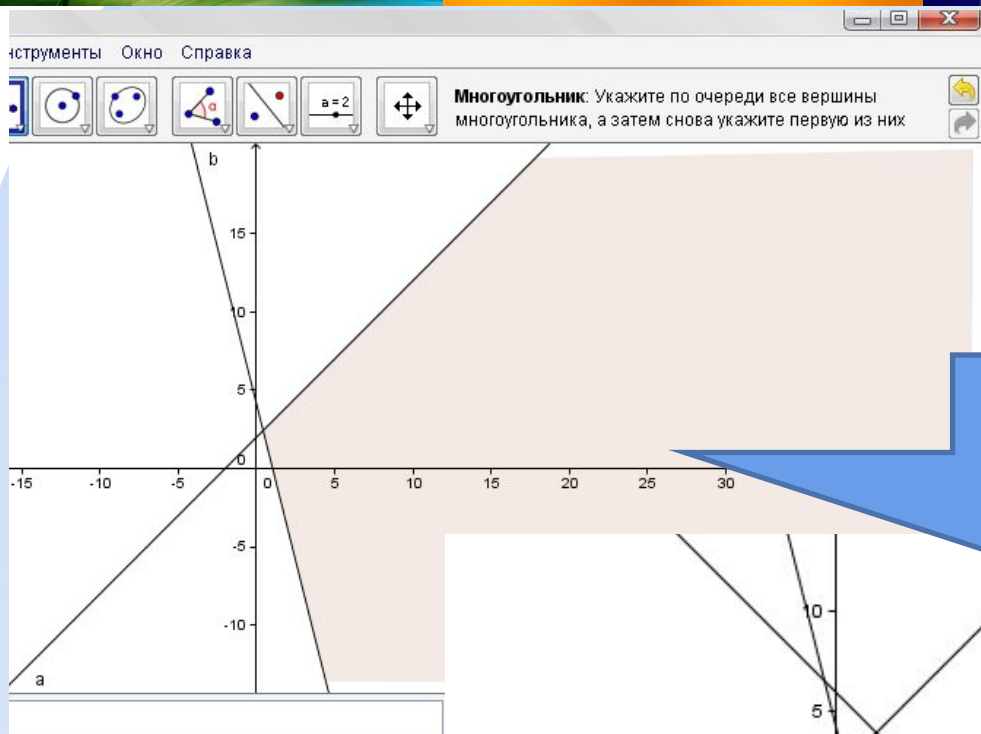 нструменты Окно Справка
a = 2
α
Многоугольник: Укажите по очереди все вершины
многоугольника, а затем снова укажите первую из них
b
15
10
5
0
-15 -10 -5 0 5 10 15 20 25 30
-5
-10
a
10
5